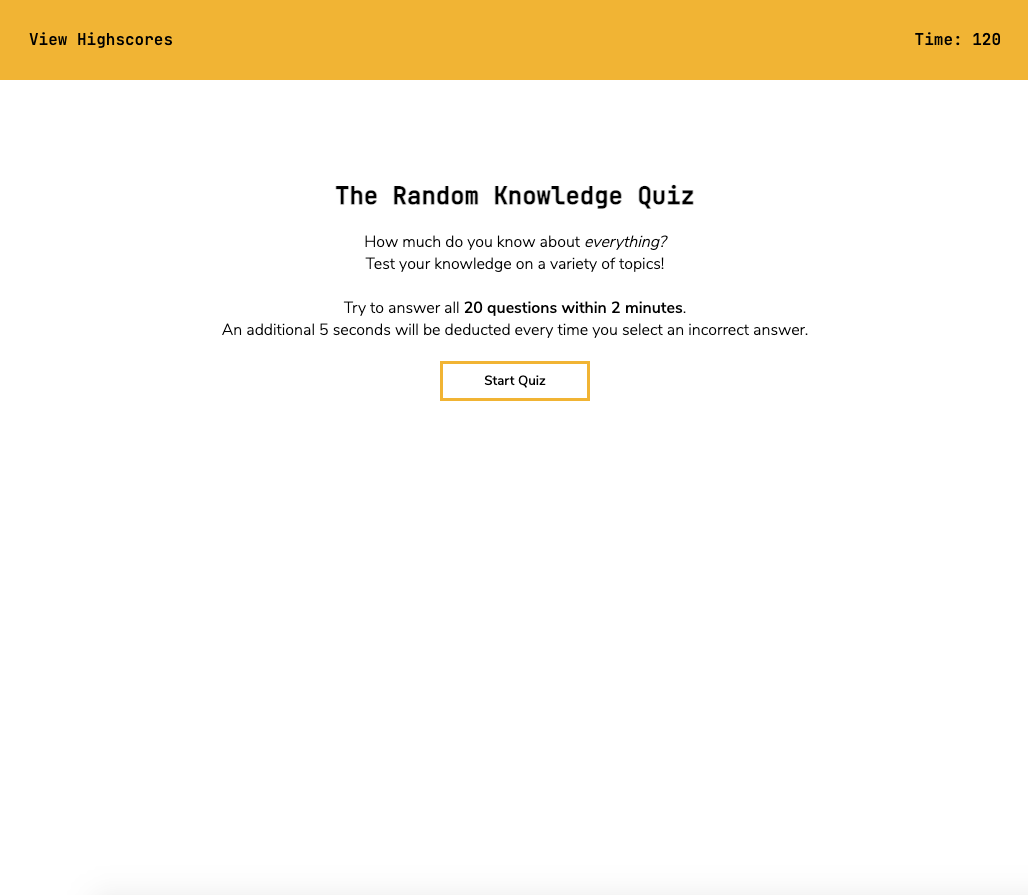 View Highscores
Time: 120
The Random Knowledge Quiz
How much do you know about everything?
Test your knowledge on a variety of topics!
Try to answer all 20 questions within 2 minutes.
An additional 5 seconds will be deducted every time you select an incorrect answer.
Start Quiz